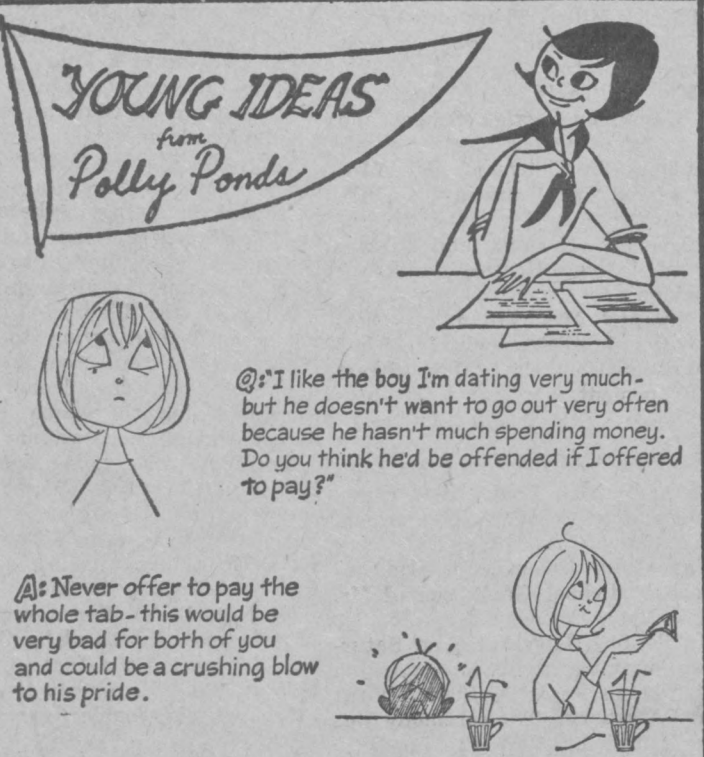 "YOUNG IDEAS"
from
Polly Ponds
Q: "I like the boy I'm dating very much-
but he doesn't want to go out very often
because he hasn't much spending money.
Do you think he'd be offended if I offered
to pay?"
A: Never offer to pay the
whole tab- this would be
very bad for both of you
and could be a crushing blow
to his pride.